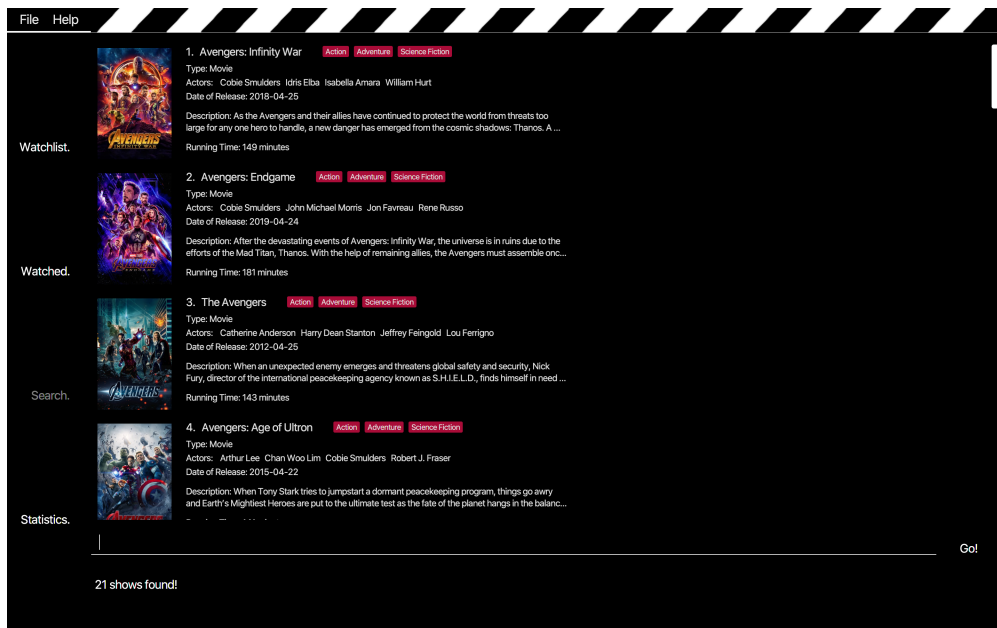 File Help
Watchlist.
Watched.
Search.
Statistics.
AVENGERS
INFINITY WAR
1. Avengers: Infinity War Action Adventure Science Fiction
Type: Movie
Actors: Cobie Smulders Idris Elba Isabella Amara William Hurt
Date of Release: 2018-04-25
Description: As the Avengers and their allies have continued to protect the world from threats too
large for any one hero to handle, a new danger has emerged from the cosmic shadows: Thanos. A ...
Running Time: 149 minutes
2. Avengers: Endgame Action Adventure Science Fiction
Type: Movie
Actors: Cobie Smulders John Michael Morris Jon Favreau Rene Russo
Date of Release: 2019-04-24
Description: After the devastating events of Avengers: Infinity War, the universe is in ruins due to the
efforts of the Mad Titan, Thanos. With the help of remaining allies, the Avengers must assemble onc...
Running Time: 181 minutes
AVENGERS
3. The Avengers Action Adventure Science Fiction
Type: Movie
Actors: Catherine Anderson Harry Dean Stanton Jeffrey Feingold Lou Ferrigno
Date of Release: 2012-04-25
Description: When an unexpected enemy emerges and threatens global safety and security, Nick
Fury, director of the international peacekeeping agency known as S.H.I.E.L.D., finds himself in need ...
Running Time: 143 minutes
4. Avengers: Age of Ultron Action Adventure Science Fiction
Type: Movie
Actors: Arthur Lee Chan Woo Lim Cobie Smulders Robert J. Fraser
Date of Release: 2015-04-22
Description: When Tony Stark tries to jumpstart a dormant peacekeeping program, things go awry
and Earth's Mightiest Heroes are put to the ultimate test as the fate of the planet hangs in the balanc...
Go!
21 shows found!